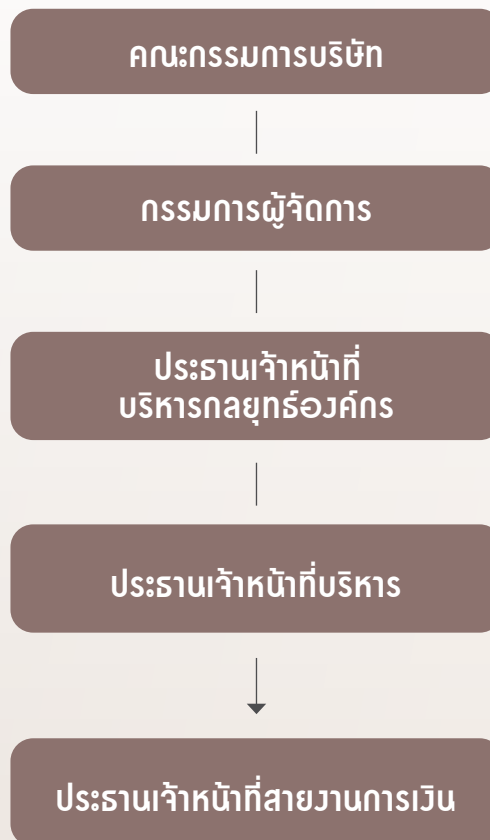 คณะกรรมการบริษัท
กรรมการผู้จัดการ
ประธานเจ้าหน้าที่
บริหารกลยุทธ์องค์กร
ประธานเจ้าหน้าที่บริหาร
ประธานเจ้าหน้าที่สายงานการเงิน